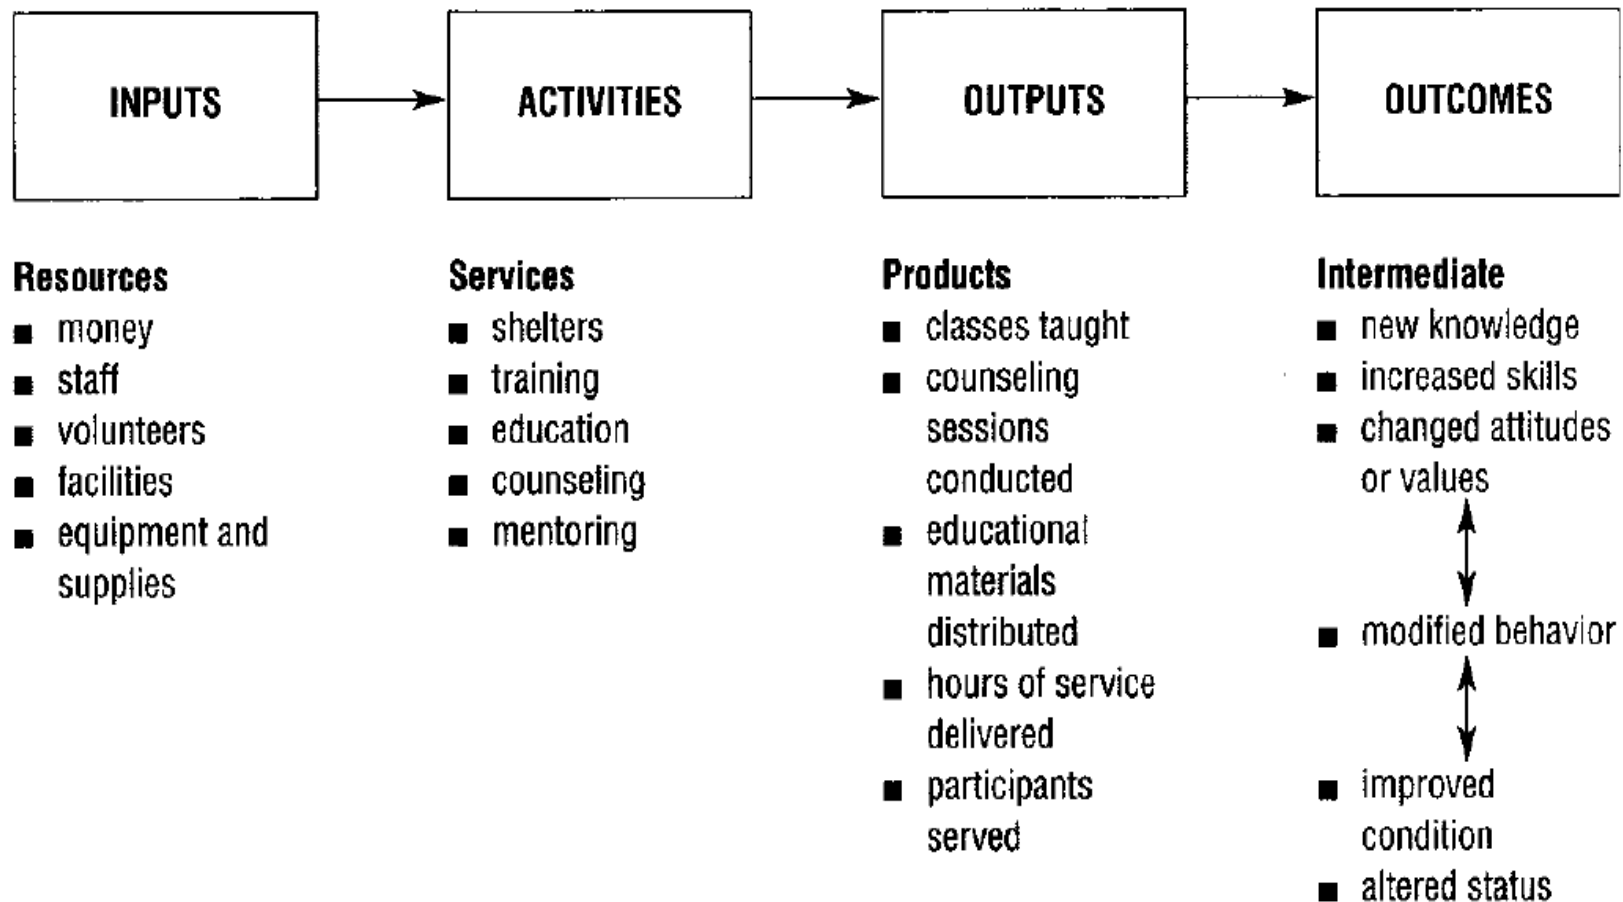 INPUTS
ACTIVITIES
OUTPUTS
OUTCOMES
Resources
■ money
■ staff
■ volunteers
■ facilities
■ equipment and
supplies
Services
■ shelters
■ training
■ education
■ counseling
■ mentoring
Products
■ classes taught
■ counseling
sessions
conducted
■ educational
materials
distributed
■ hours of service
delivered
■ participants
served
Intermediate
■ new knowledge
■ increased skills
■ changed attitudes
or values
■ modified behavior
■ improved
condition
■ altered status